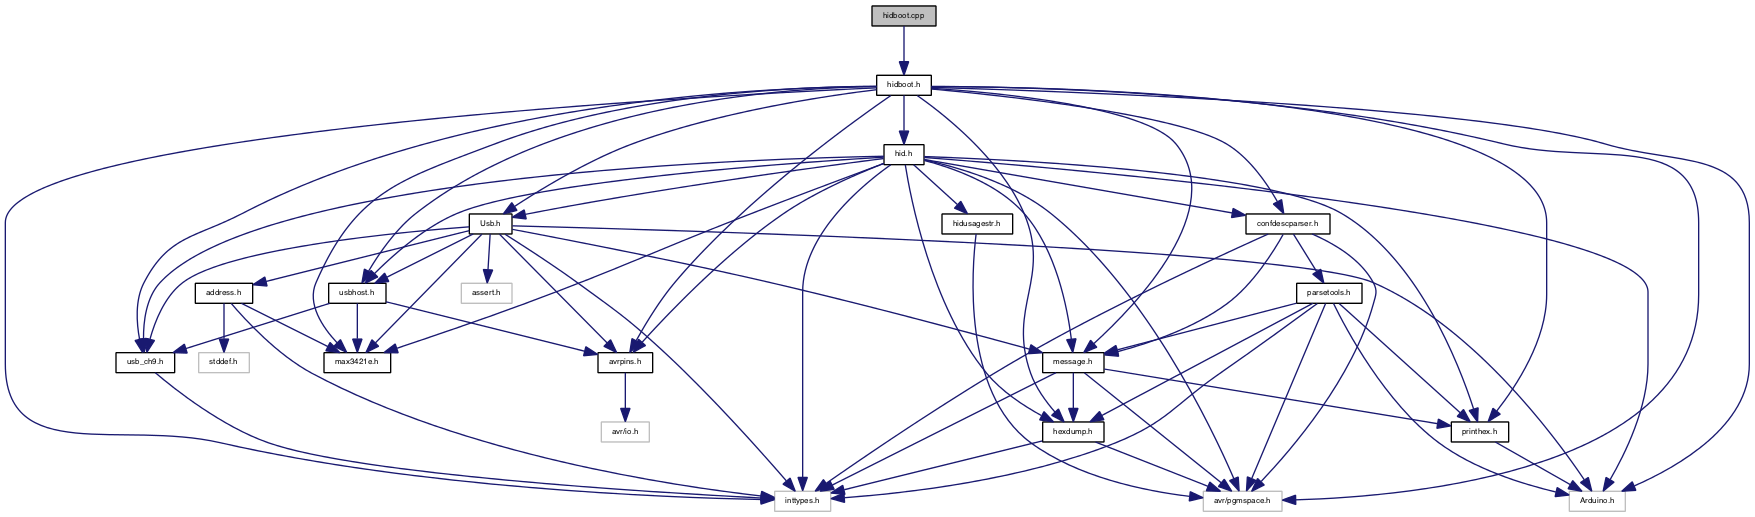 hidboot.cpp
hidboot.h
hid.h
Usb.h
hidusagestr.h
confdescparser.h
address.h
usbhost.h
assert.h
parsetools.h
usb_ch9.h
stddef.h
max3421e.h
avrpins.h
message.h
avr/io.h
hexdump.h
printhex.h
inttypes.h
avr/pgmspace.h
Arduino.h